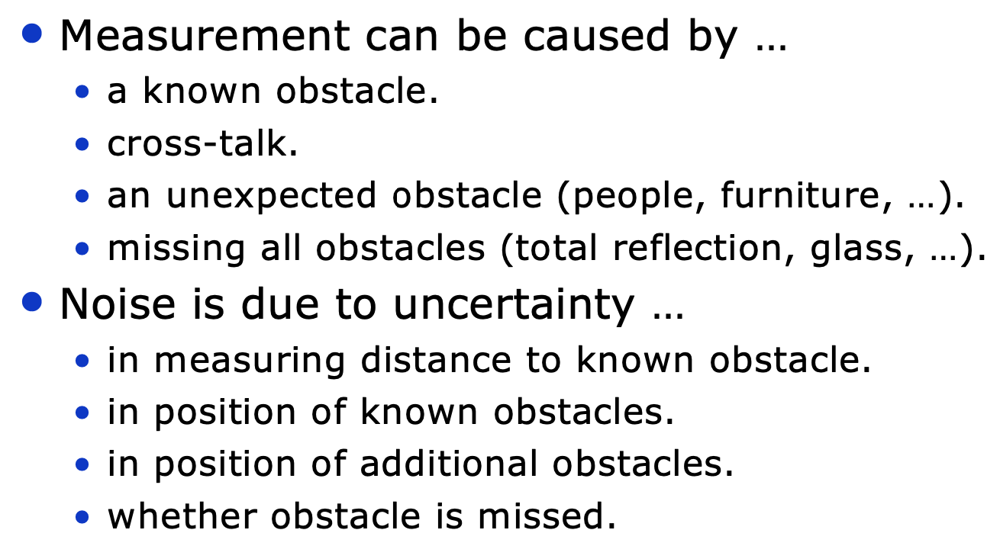 • Measurement can be caused by …
• a known obstacle.
• cross-talk.
• an unexpected obstacle (people, furniture, …).
• missing all obstacles (total reflection, glass, …).
• Noise is due to uncertainty …
• in measuring distance to known obstacle.
• in position of known obstacles.
• in position of additional obstacles.
• whether obstacle is missed.